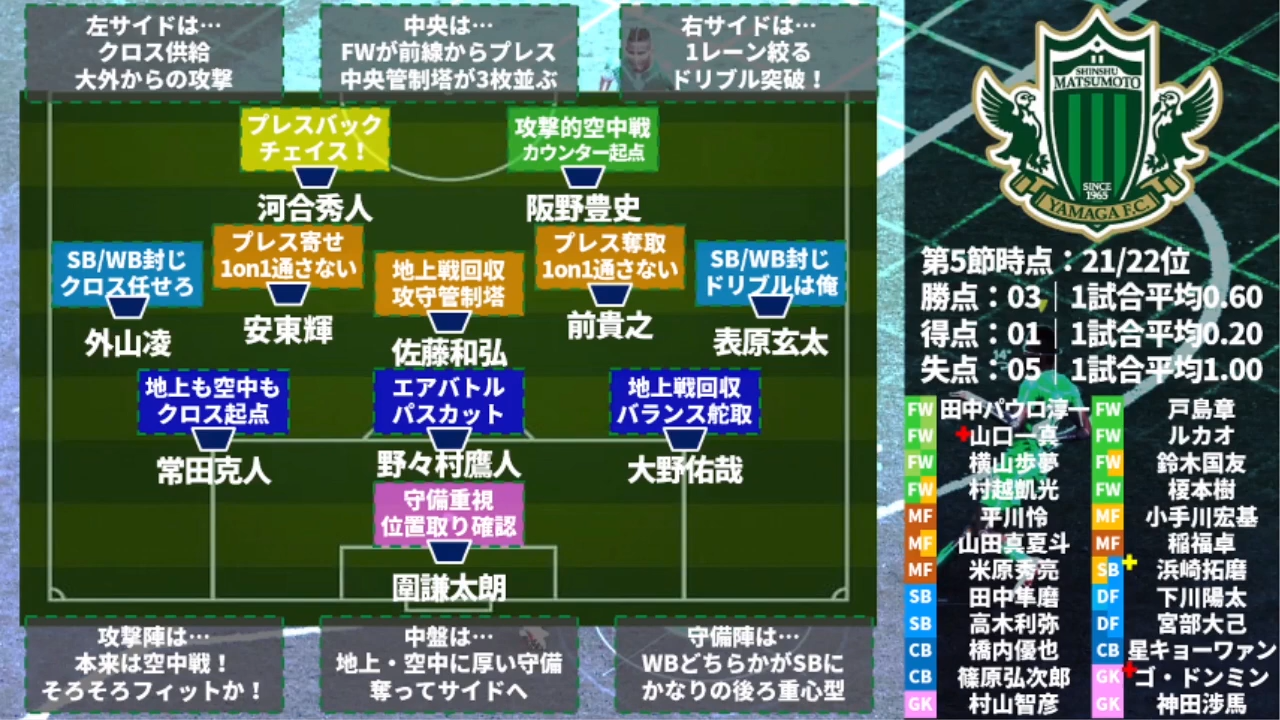 左サイドは…
クロス供給
大外からの攻撃
中央は…
FWが前線からプレス
中央管制塔が3枚並ぶ
右サイドは…
1レーン絞る
ドリブル突破！
プレスバック
チェイス！
河合秀人
攻撃的空中戦
カウンター起点
阪野豊史
SB/WB封じ
クロス任せろ
外山凌
プレス寄せ
1on1通さない
安東輝
地上戦回収
攻守管制塔
佐藤和弘
プレス奪取
1on1通さない
前貴之
SB/WB封じ
ドリブルは俺
表原玄太
地上も空中も
クロス起点
常田克人
エアバトル
パスカット
野々村鷹人
地上戦回収
バランス舵取
大野佑哉
守備重視
位置取り確認
圍謙太朗
攻撃陣は…
本来は空中戦！
そろそろフィットか！
中盤は…
地上・空中に厚い守備
奪ってサイドへ
守備陣は…
WBどちらかがSBに
かなりの後ろ重心型
SHINSHU
MATSUMOTO
SINCE
1965
YAMAGA F.C.
第5節時点：21/22位
勝点：03｜1試合平均0.60
得点：01｜1試合平均0.20
失点：05｜1試合平均1.00
FW 田中パウロ淳一 FW 戸島章
FW 山口一真 FW ルカオ
FW 横山歩夢 FW 鈴木国友
FW 村越凱光 FW 榎本樹
MF 平川怜 MF 小手川宏基
MF 山田真夏斗 MF 稲福卓
MF 米原秀亮 SB 浜崎拓磨
SB 田中隼磨 DF 下川陽太
SB 高木利弥 DF 宮部大己
CB 橋内優也 CB 星キョーワァン
CB 篠原弘次郎 GK ゴ・ドンミン
GK 村山智彦 GK 神田渉馬